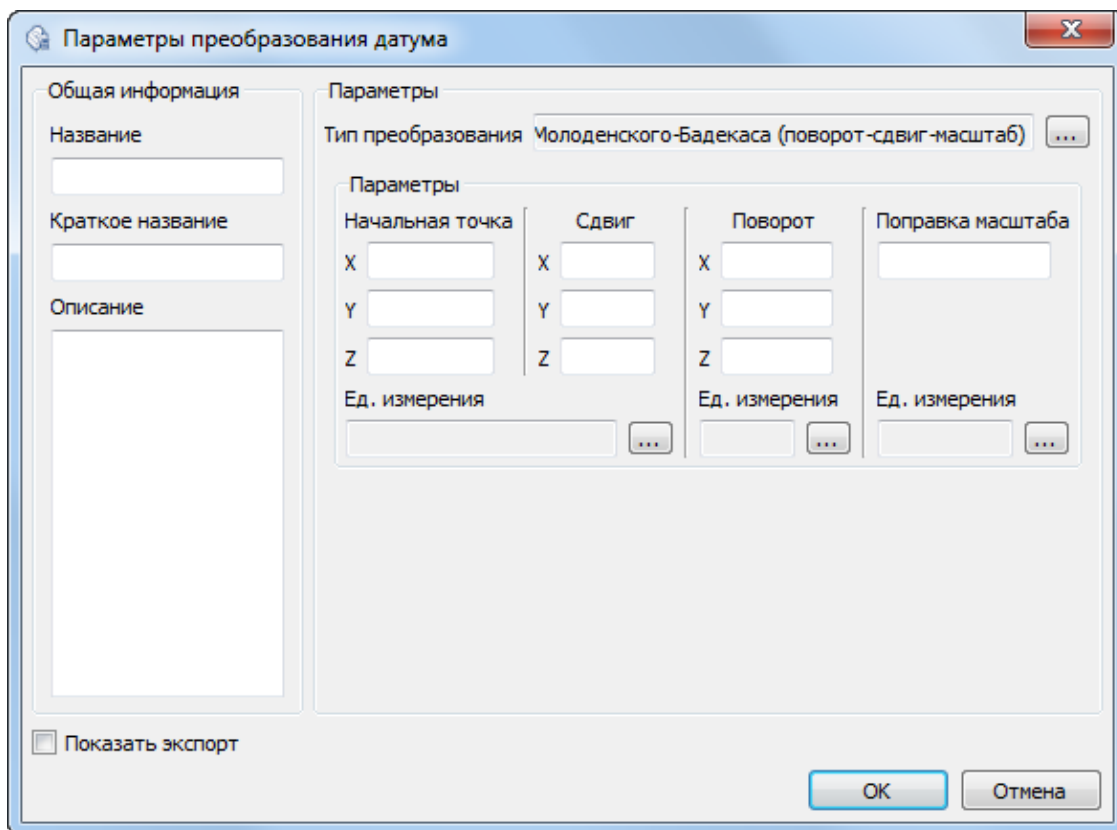 Параметры преобразования датума
Общая информация
Название
Краткое название
Описание
Параметры
Тип преобразования Молоденского-Бадекаса (поворот-сдвиг-масштаб) ...
Параметры
Начальная точка Сдвиг Поворот Поправка масштаба
X X X
Y Y Y
Z Z Z
Ед. измерения Ед. измерения Ед. измерения
... ... ...
Показать экспорт
OK Отмена